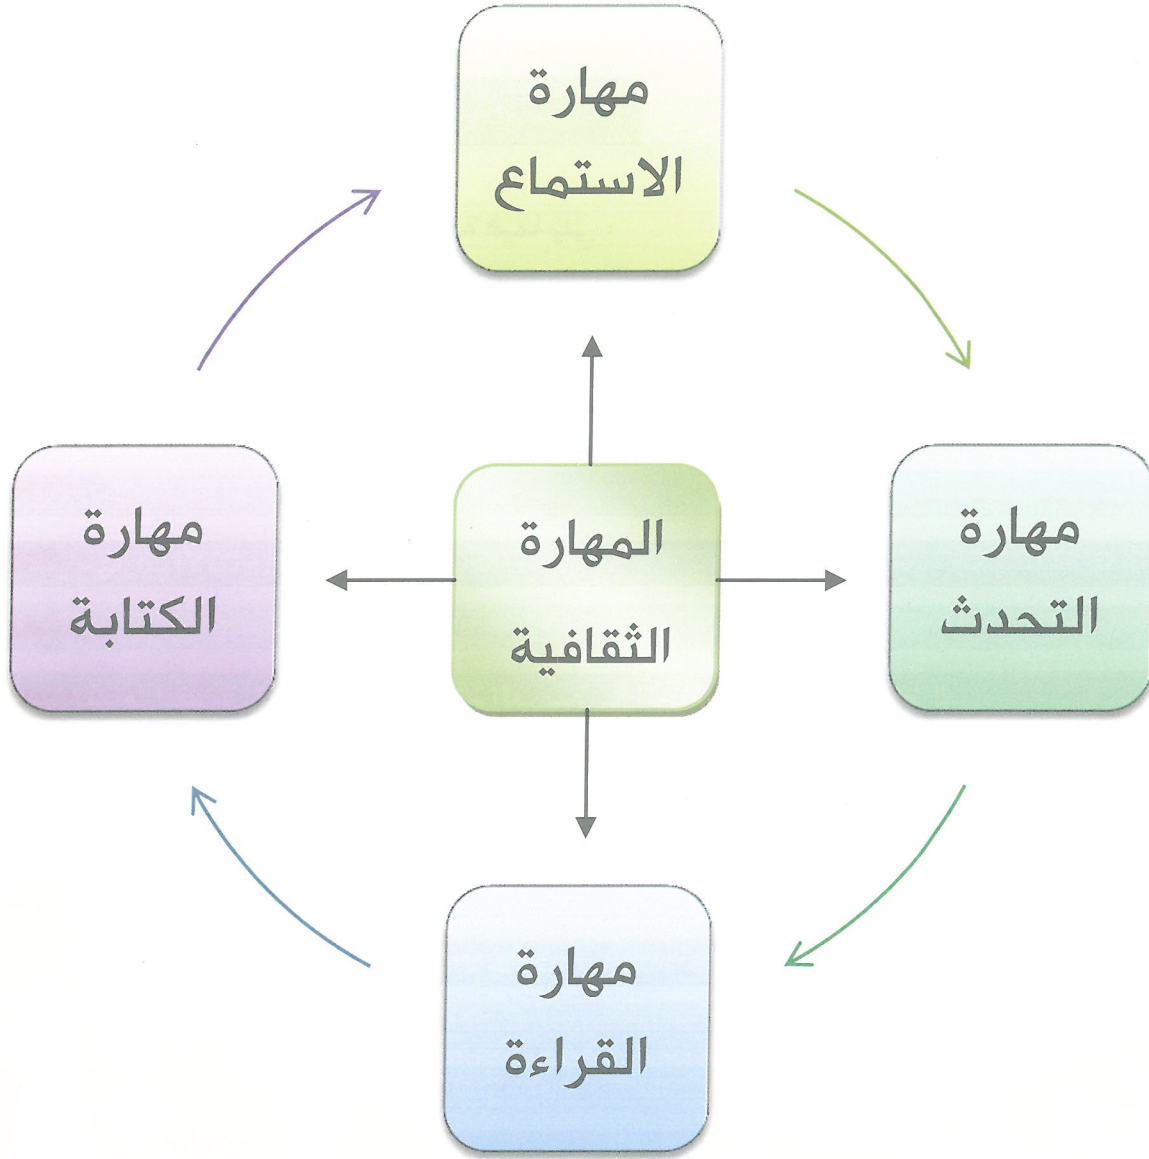 مهارة
الاستماع
مهارة
التحدث
المهارة
الثقافية
مهارة
الكتابة
مهارة
القراءة